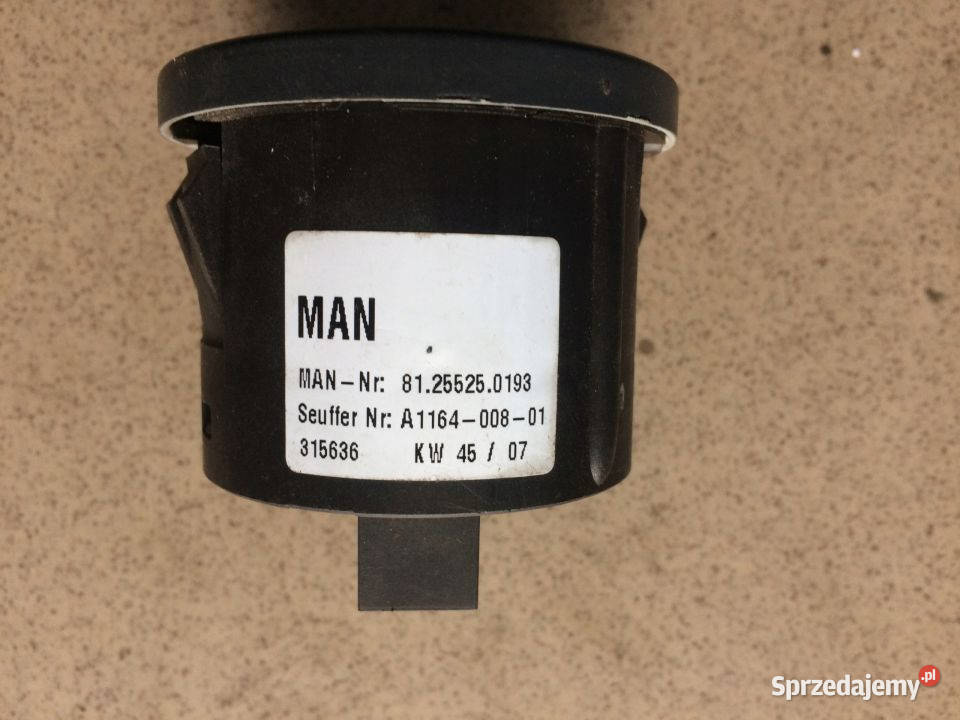 MAN
MAN-Nr: 81.25525.0193
Seuffer Nr: A1164-008-01
315636 KW 45 / 07
Sprzedajemy.pl